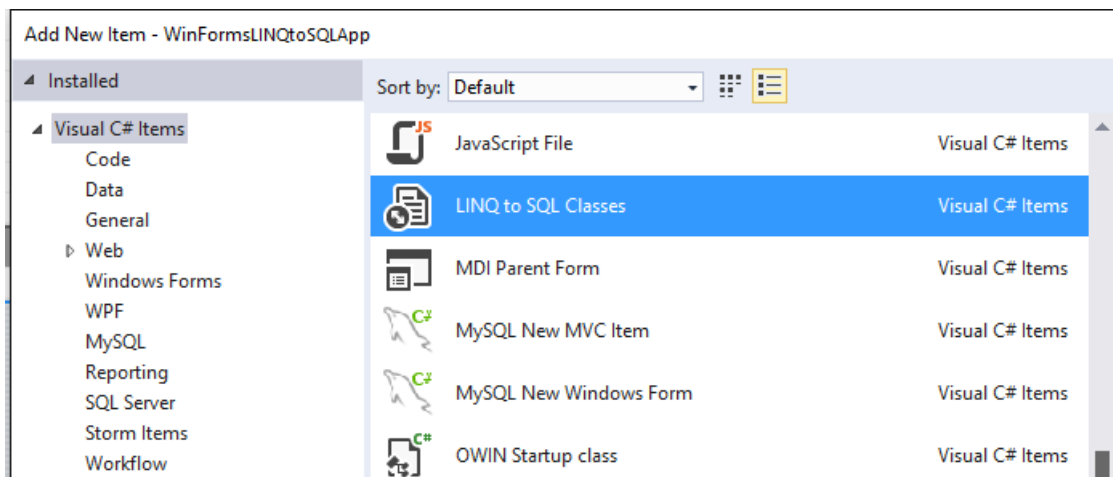 Add New Item - WinFormsLINQtoSQLApp
Installed
Sort by: Default
Visual C# Items
Code
Data
General
Web
Windows Forms
WPF
MySQL
Reporting
SQL Server
Storm Items
Workflow
JS
JavaScript File Visual C# Items
LINQ to SQL Classes Visual C# Items
MDI Parent Form Visual C# Items
C#
MySQL New MVC Item Visual C# Items
C#
MySQL New Windows Form Visual C# Items
C#
OWIN Startup class Visual C# Items